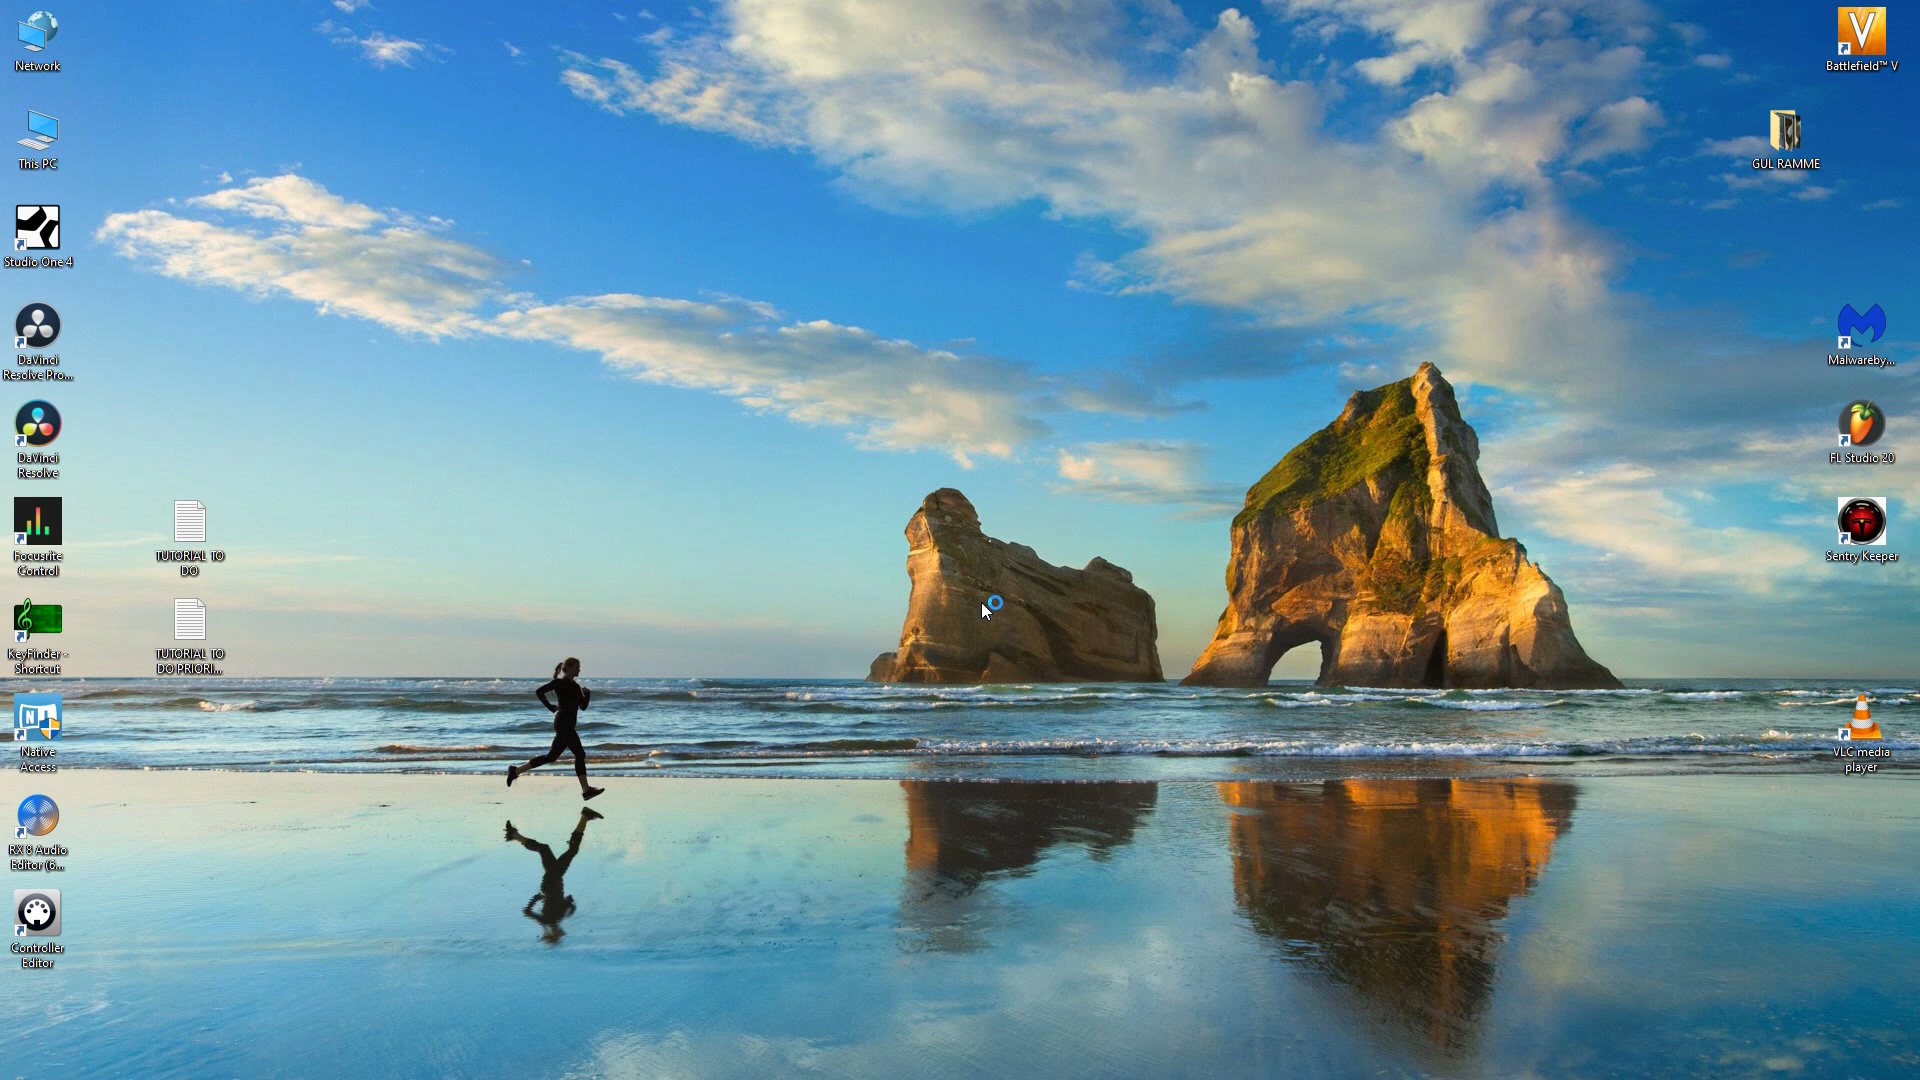 Network
This PC
Studio One 4
DaVinci
Resolve Pro...
DaVinci
Resolve
Focusrite
Control
KeyFinder -
Shortcut
Native
Access
RX 8 Audio
Editor (6...
Controller
Editor
TUTORIAL TO
DO
TUTORIAL TO
DO PRIORI...
Battlefield™ V
GUL RAMME
Malwareby...
FL Studio 20
Sentry Keeper
VLC media
player